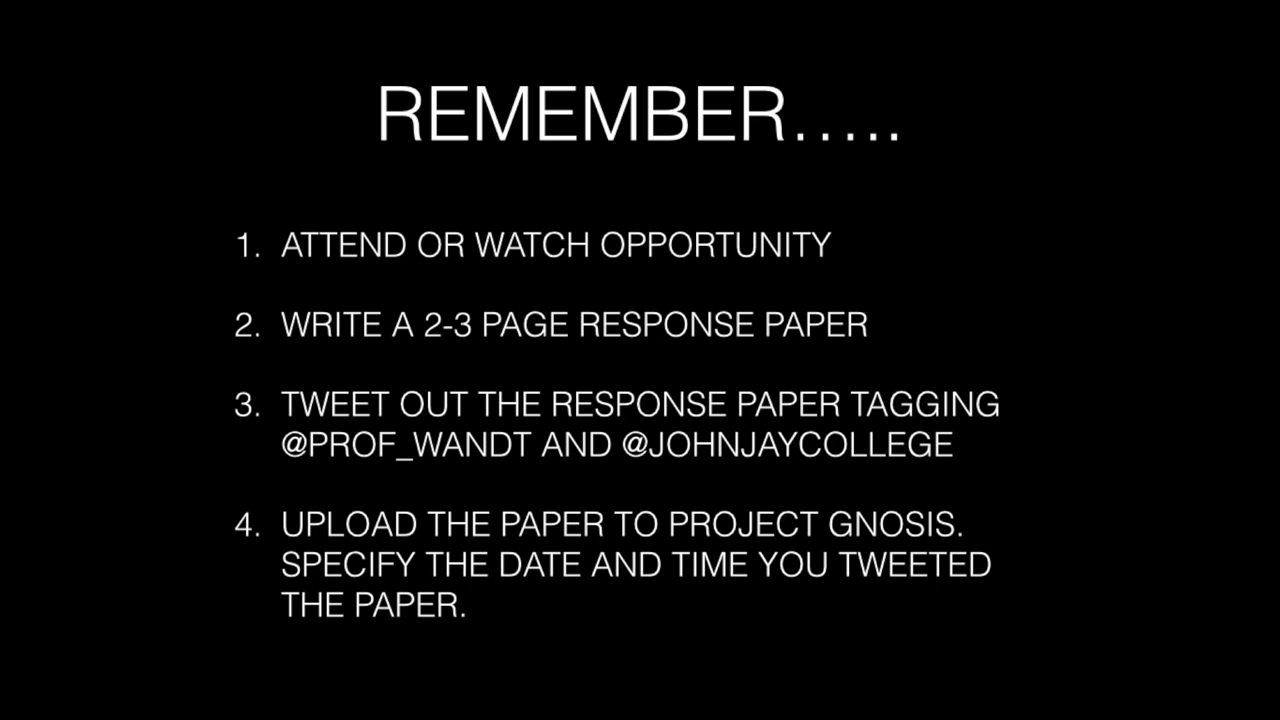 REMEMBER.....
1. ATTEND OR WATCH OPPORTUNITY
2. WRITE A 2-3 PAGE RESPONSE PAPER
3. TWEET OUT THE RESPONSE PAPER TAGGING
@PROF_WANDT AND @JOHNJAYCOLLEGE
4. UPLOAD THE PAPER TO PROJECT GNOSIS.
SPECIFY THE DATE AND TIME YOU TWEETED
THE PAPER.